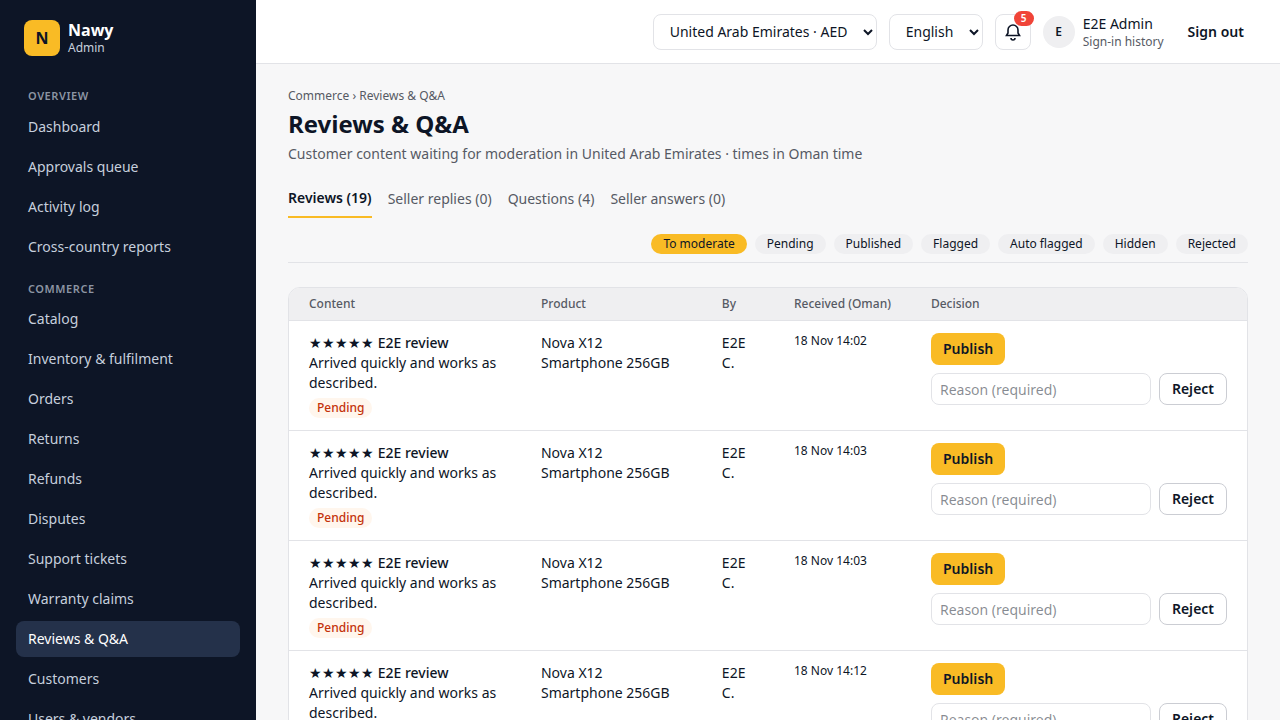 N
Nawy
Admin
OVERVIEW
Dashboard
Approvals queue
Activity log
Cross-country reports
COMMERCE
Catalog
Inventory & fulfilment
Orders
Returns
Refunds
Disputes
Support tickets
Warranty claims
Reviews & Q&A
Customers
Users & vendors
United Arab Emirates · AED
English
5
E
E2E Admin
Sign-in history
Sign out
Commerce › Reviews & Q&A
Reviews & Q&A
Customer content waiting for moderation in United Arab Emirates · times in Oman time
Reviews (19) Seller replies (0) Questions (4) Seller answers (0)
To moderate Pending Published Flagged Auto flagged Hidden Rejected
Content Product By Received (Oman) Decision
★★★★★ E2E review
Arrived quickly and works as
described.
Pending
Nova X12
Smartphone 256GB
E2E
C.
18 Nov 14:02
Publish
Reason (required) Reject
★★★★★ E2E review
Arrived quickly and works as
described.
Pending
Nova X12
Smartphone 256GB
E2E
C.
18 Nov 14:03
Publish
Reason (required) Reject
★★★★★ E2E review
Arrived quickly and works as
described.
Pending
Nova X12
Smartphone 256GB
E2E
C.
18 Nov 14:03
Publish
Reason (required) Reject
★★★★★ E2E review
Arrived quickly and works as
described.
Nova X12
Smartphone 256GB
E2E
C.
18 Nov 14:12
Publish
Reason (required) Reject